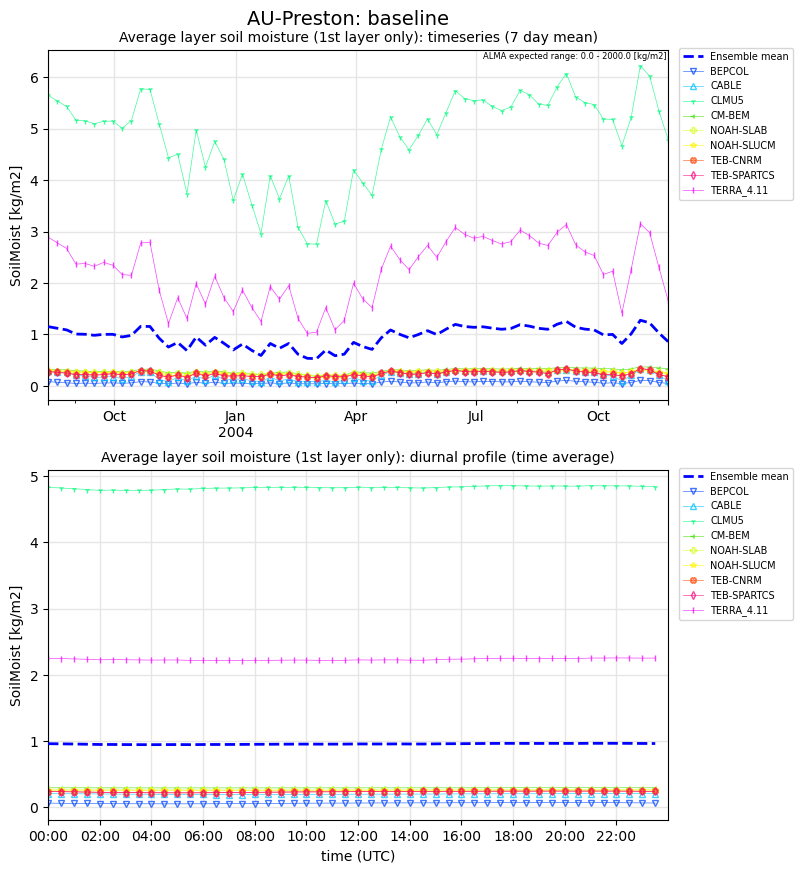 AU-Preston: baseline
Average layer soil moisture (1st layer only): timeseries (7 day mean)
ALMA expected range: 0.0 - 2000.0 [kg/m2]
SoilMoist [kg/m2]
6
5
4
3
2
1
0
Oct
Jan
2004
Apr
Jul
Oct
Ensemble mean
BEPCOL
CABLE
CLMU5
CM-BEM
NOAH-SLAB
NOAH-SLUCM
TEB-CNRM
TEB-SPARTCS
TERRA_4.11
Average layer soil moisture (1st layer only): diurnal profile (time average)
SoilMoist [kg/m2]
5
4
3
2
1
0
00:00
02:00
04:00
06:00
08:00
10:00
12:00
14:00
16:00
18:00
20:00
22:00
time (UTC)
Ensemble mean
BEPCOL
CABLE
CLMU5
CM-BEM
NOAH-SLAB
NOAH-SLUCM
TEB-CNRM
TEB-SPARTCS
TERRA_4.11